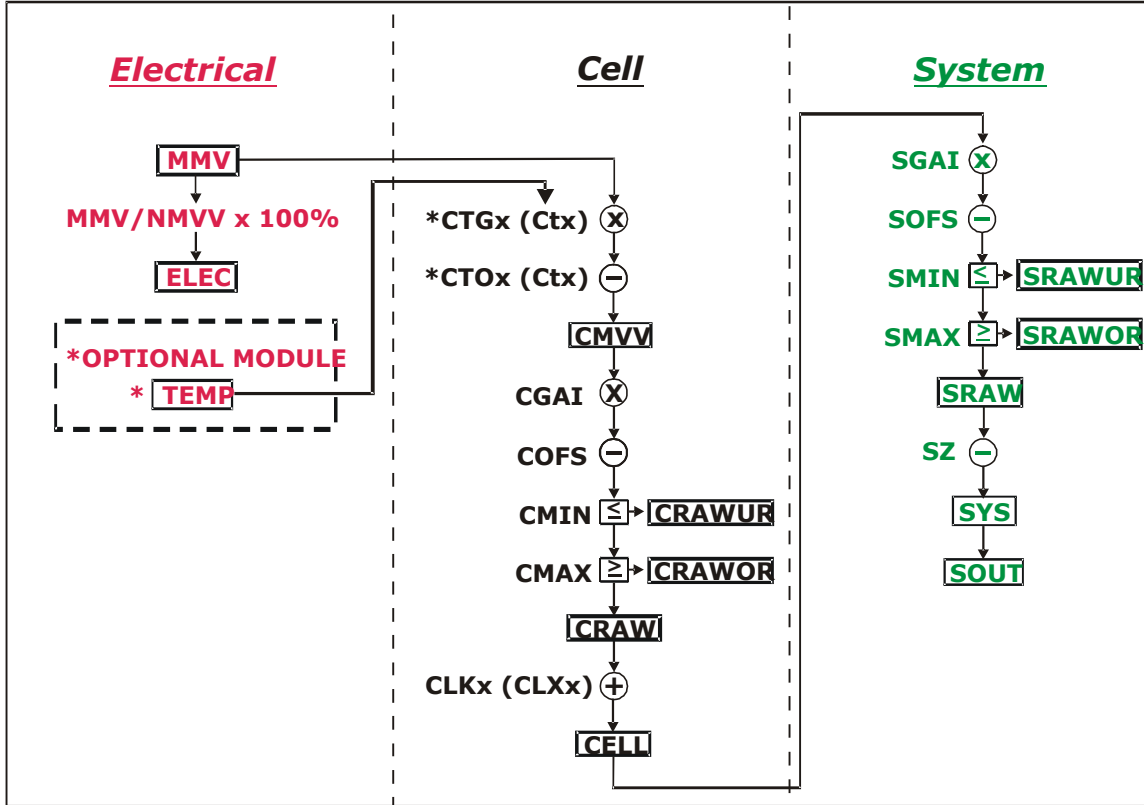 Electrical
MMV
MMV/NMVV x 100%
ELEC
*OPTIONAL MODULE
* TEMP
Cell
*CTGx (Ctx) x
*CTOx (Ctx) −
CMVV
CGAI X
COFS −
CMIN ≤ CRAWUR
CMAX ≥ CRAWOR
CRAW
CLKx (CLXx) +
CELL
System
SGAI x
SOFS −
SMIN ≤ SRAWUR
SMAX ≥ SRAWOR
SRAW
SZ −
SYS
SOUT